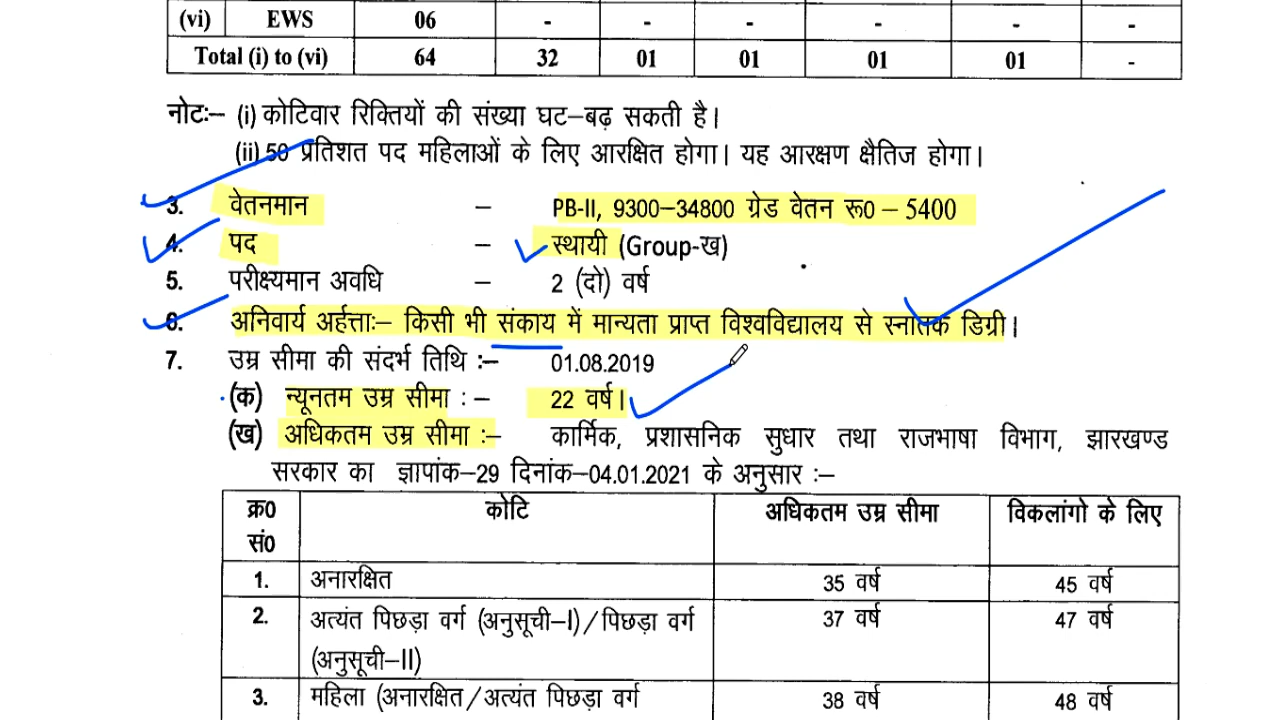 (vi) EWS 06 - - - - - -
Total (i) to (vi) 64 32 01 01 01 01 -
नोटः– (i) कोटिवार रिक्तियों की संख्या घट–बढ़ सकती है।
(ii) 50 प्रतिशत पद महिलाओं के लिए आरक्षित होगा। यह आरक्षण क्षैतिज होगा।
3. वेतनमान – PB-II, 9300–34800 ग्रेड वेतन रू0 – 5400
4. पद – स्थायी (Group-ख)
5. परीक्ष्यमान अवधि – 2 (दो) वर्ष
6. अनिवार्य अर्हत्ताः– किसी भी संकाय में मान्यता प्राप्त विश्वविद्यालय से स्नातक डिग्री।
7. उम्र सीमा की संदर्भ तिथि :– 01.08.2019
(क) न्यूनतम उम्र सीमा : – 22 वर्ष।
(ख) अधिकतम उम्र सीमा :– कार्मिक, प्रशासनिक सुधार तथा राजभाषा विभाग, झारखण्ड
सरकार का ज्ञापांक–29 दिनांक–04.01.2021 के अनुसार :–
क्र0 सं0 कोटि अधिकतम उम्र सीमा विकलांगो के लिए
1. अनारक्षित 35 वर्ष 45 वर्ष
2. अत्यंत पिछड़ा वर्ग (अनुसूची–I)/पिछड़ा वर्ग 37 वर्ष 47 वर्ष
(अनुसूची–II)
3. महिला (अनारक्षित/अत्यंत पिछड़ा वर्ग 38 वर्ष 48 वर्ष